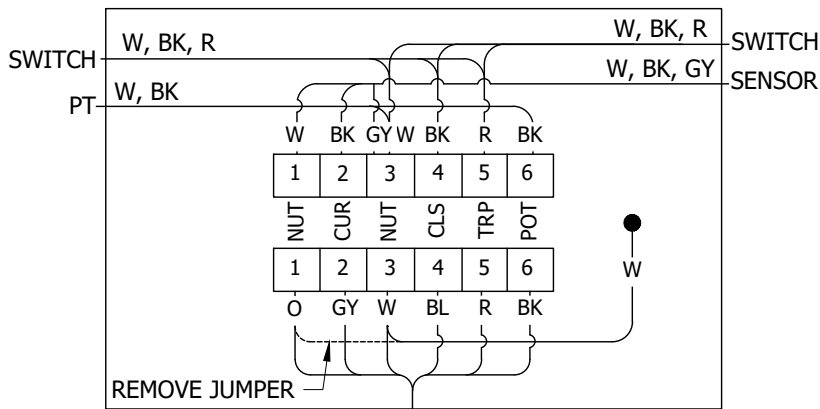 W, BK, R W, BK, R
SWITCH SWITCH
W, BK, GY
SENSOR
W, BK
PT
W BK GY W BK R BK
1 2 3 4 5 6
NUT CUR NUT CLS TRP POT
1 2 3 4 5 6
W
O GY W BL R BK
REMOVE JUMPER